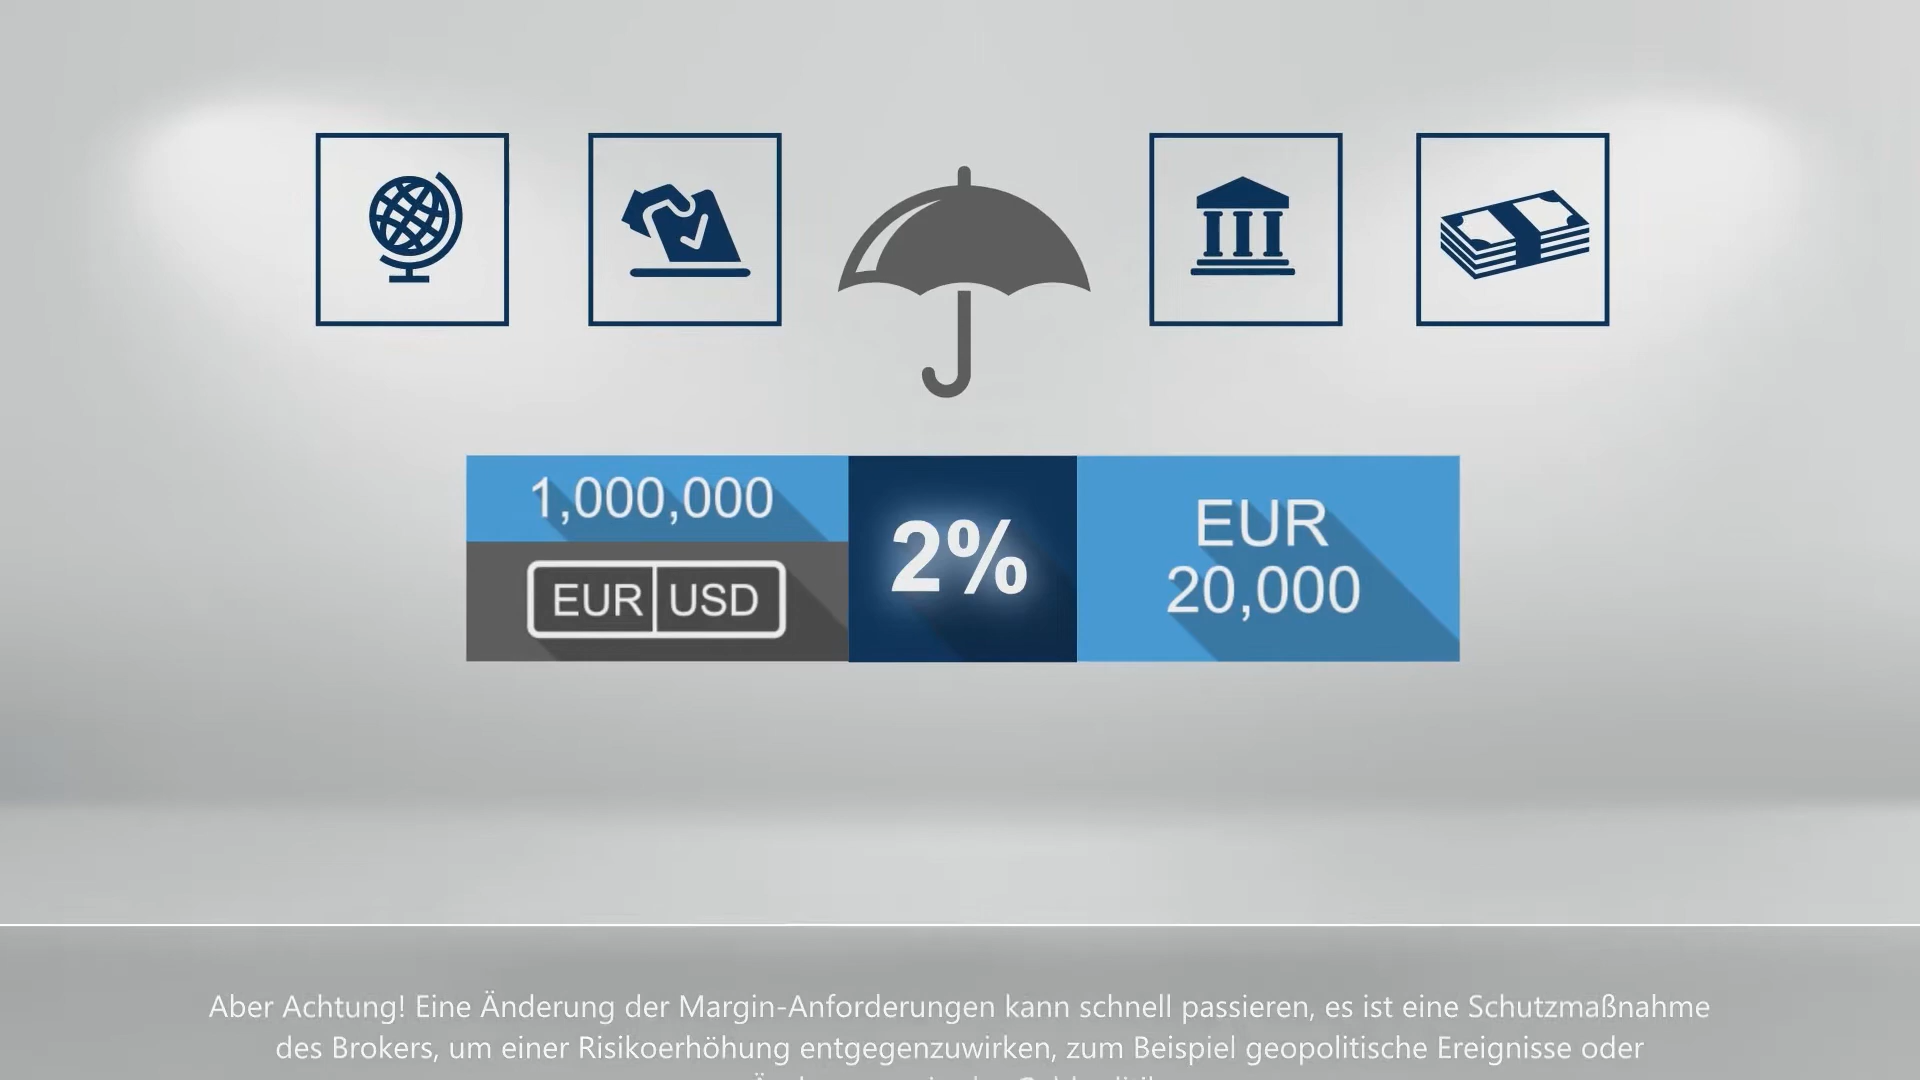 1,000,000
EUR USD
2%
EUR
20,000
Aber Achtung! Eine Änderung der Margin-Anforderungen kann schnell passieren, es ist eine Schutzmaßnahme
des Brokers, um einer Risikoerhöhung entgegenzuwirken, zum Beispiel geopolitische Ereignisse oder